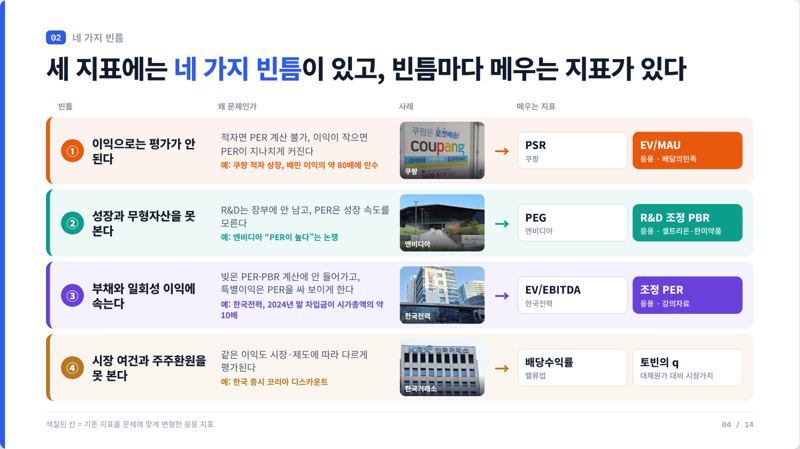 02 네 가지 빈틈
세 지표에는 네 가지 빈틈이 있고, 빈틈마다 메우는 지표가 있다
빈틈 왜 문제인가 사례 메우는 지표
① 이익으로는 평가가 안
된다
적자면 PER 계산 불가, 이익이 작으면
PER이 지나치게 커진다
예: 쿠팡 적자 상장, 배민 이익의 약 80배에 인수
쿠팡은 로켓배송!
coupang
쿠팡
→
PSR
쿠팡
EV/MAU
응용 · 배달의민족
② 성장과 무형자산을 못
본다
R&D는 장부에 안 남고, PER은 성장 속도를
모른다
예: 엔비디아 “PER이 높다”는 논쟁
엔비디아
→
PEG
엔비디아
R&D 조정 PBR
응용 · 셀트리온·한미약품
③ 부채와 일회성 이익에
속는다
빚은 PER·PBR 계산에 안 들어가고,
특별이익은 PER을 싸 보이게 한다
예: 한국전력, 2024년 말 차입금이 시가총액의 약
10배
한국전력
→
EV/EBITDA
한국전력
조정 PER
응용 · 강의자료
④ 시장 여건과 주주환원을
못 본다
같은 이익도 시장·제도에 따라 다르게
평가된다
예: 한국 증시 코리아 디스카운트
KRX 한국거래소
한국거래소
→
배당수익률
밸류업
토빈의 q
대체원가 대비 시장가치
색칠된 칸 = 기존 지표를 문제에 맞게 변형한 응용 지표
04 / 14